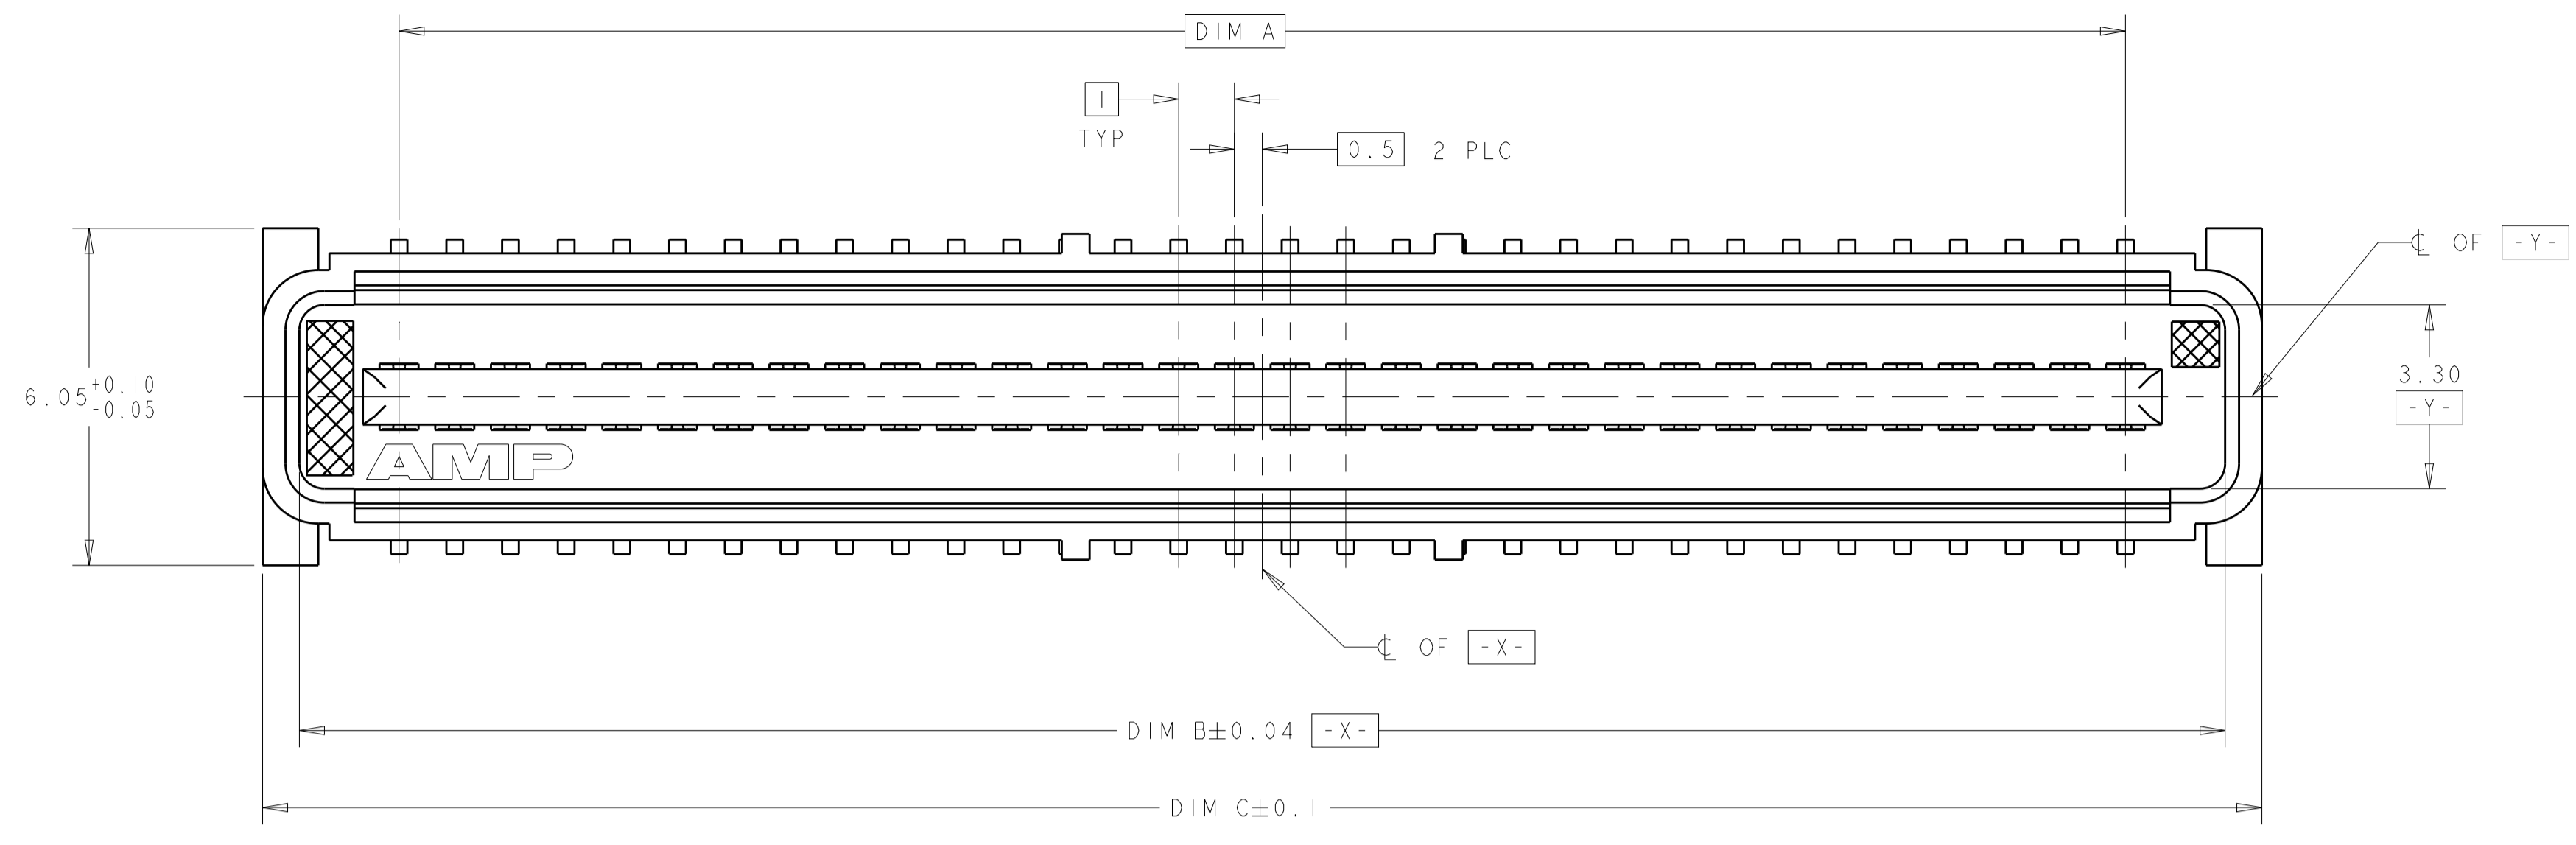 DIM A
1
TYP
0.5 2 PLC
℄ OF -Y-
6.05 +0.10 -0.05
3.30
-Y-
AMP
℄ OF -X-
DIM B±0.04 -X-
DIM C±0.1